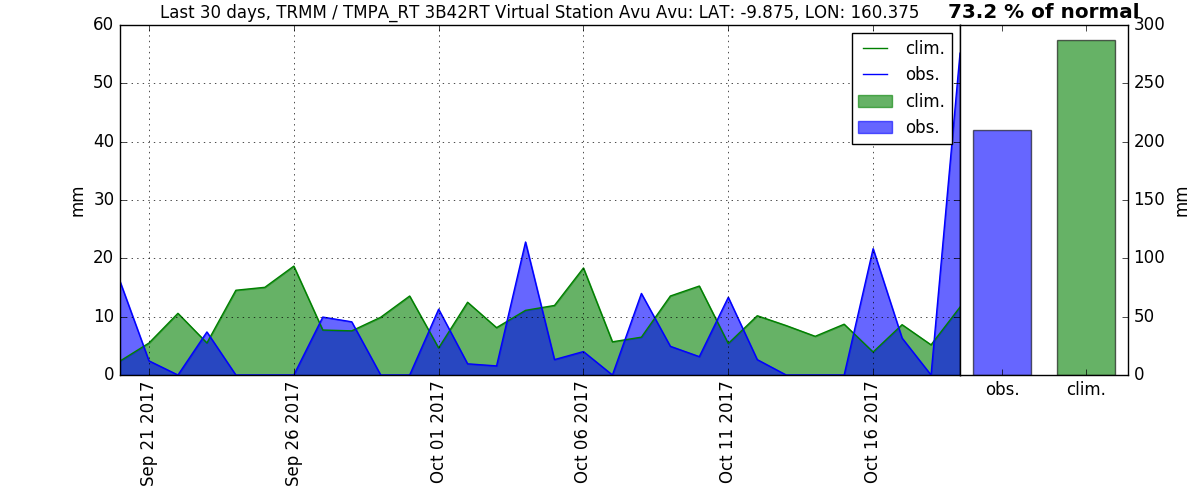 Last 30 days, TRMM / TMPA_RT 3B42RT Virtual Station Avu Avu: LAT: -9.875, LON: 160.375
73.2 % of normal
60
50
40
30
20
10
0
mm
clim.
obs.
clim.
obs.
Sep 21 2017
Sep 26 2017
Oct 01 2017
Oct 06 2017
Oct 11 2017
Oct 16 2017
300
250
200
150
100
50
0
mm
obs.
clim.